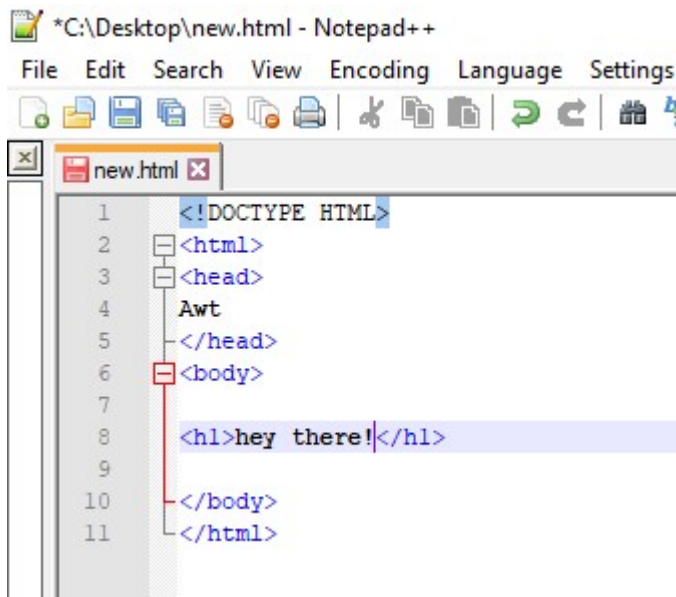 *C:\Desktop\new.html - Notepad++
File Edit Search View Encoding Language Settings
new.html
1 <!DOCTYPE HTML>
2 <html>
3 <head>
4 Awt
5 </head>
6 <body>
7
8 <h1>hey there!</h1>
9
10 </body>
11 </html>